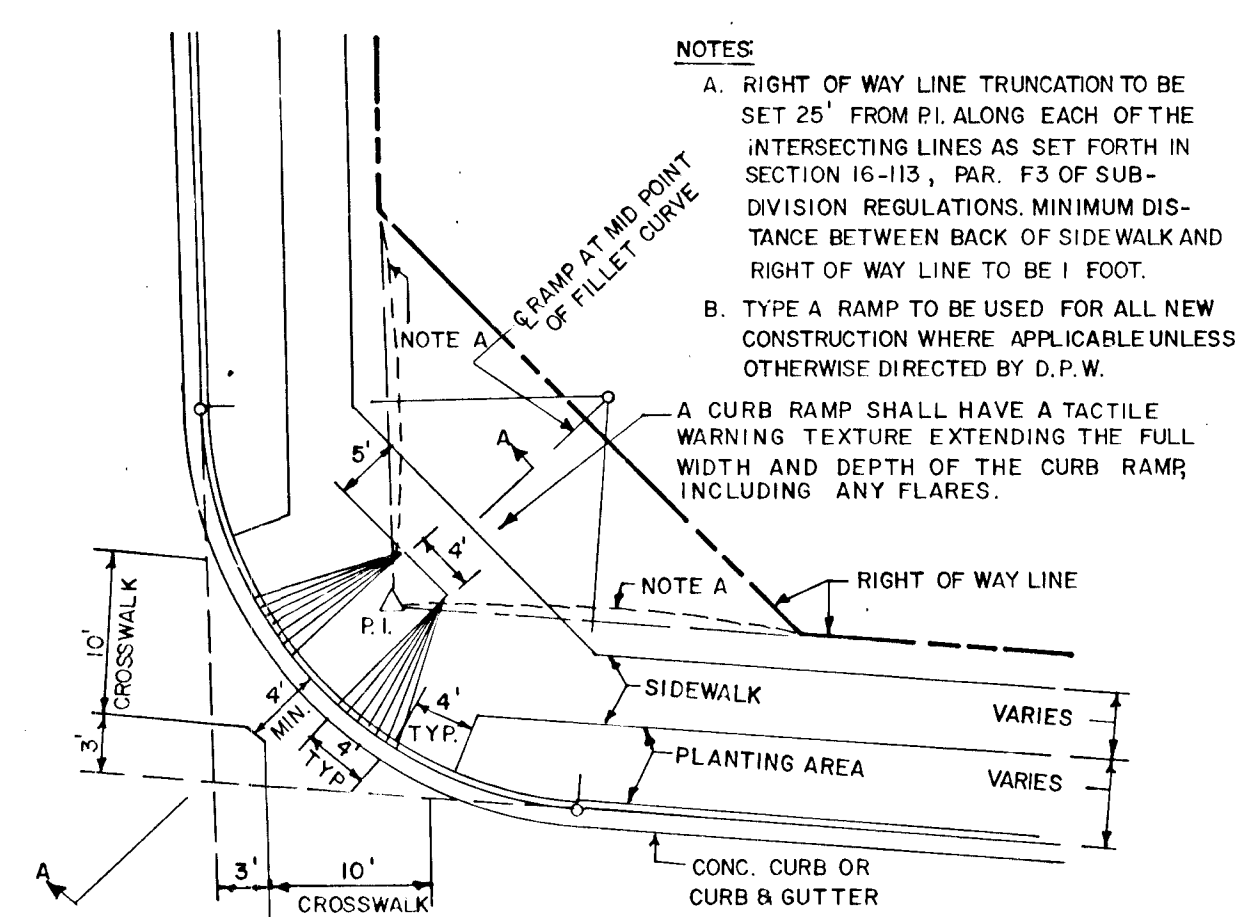 NOTES:
A. RIGHT OF WAY LINE TRUNCATION TO BE
SET 25' FROM P.I. ALONG EACH OF THE
INTERSECTING LINES AS SET FORTH IN
SECTION 16-113, PAR. F3 OF SUB-
DIVISION REGULATIONS. MINIMUM DIS-
TANCE BETWEEN BACK OF SIDEWALK AND
RIGHT OF WAY LINE TO BE 1 FOOT.
B. TYPE A RAMP TO BE USED FOR ALL NEW
CONSTRUCTION WHERE APPLICABLE UNLESS
OTHERWISE DIRECTED BY D.P.W.
A CURB RAMP SHALL HAVE A TACTILE
WARNING TEXTURE EXTENDING THE FULL
WIDTH AND DEPTH OF THE CURB RAMP,
INCLUDING ANY FLARES.
℄ RAMP AT MID POINT
OF FILLET CURVE
NOTE A
5'
A
4'
NOTE A
RIGHT OF WAY LINE
P.I.
10'
CROSSWALK
3'
4'
MIN.
4'
TYP.
4'
TYP
SIDEWALK
VARIES
PLANTING AREA
VARIES
A
3'
10'
CROSSWALK
CONC. CURB OR
CURB & GUTTER